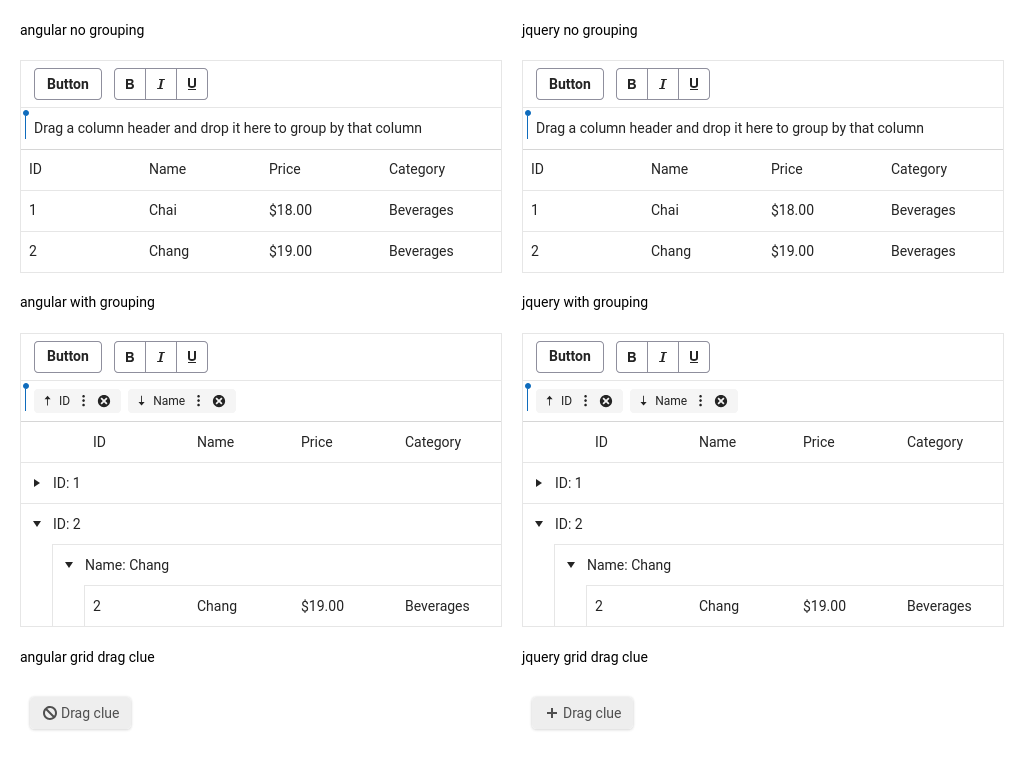 angular no grouping
jquery no grouping
Button B I U
Button B I U
Drag a column header and drop it here to group by that column
Drag a column header and drop it here to group by that column
ID Name Price Category
ID Name Price Category
1 Chai $18.00 Beverages
1 Chai $18.00 Beverages
2 Chang $19.00 Beverages
2 Chang $19.00 Beverages
angular with grouping
jquery with grouping
Button B I U
Button B I U
ID Name
ID Name
ID Name Price Category
ID Name Price Category
ID: 1
ID: 1
ID: 2
ID: 2
Name: Chang
Name: Chang
2 Chang $19.00 Beverages
2 Chang $19.00 Beverages
angular grid drag clue
jquery grid drag clue
Drag clue
Drag clue